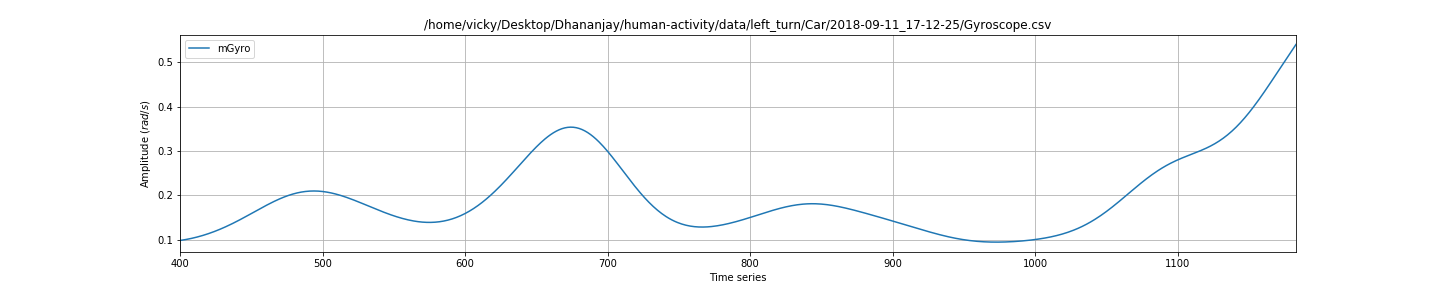 /home/vicky/Desktop/Dhananjay/human-activity/data/left_turn/Car/2018-09-11_17-12-25/Gyroscope.csv
mGyro
Amplitude (rad/s)
0.5
0.4
0.3
0.2
0.1
400 500 600 700 800 900 1000 1100
Time series